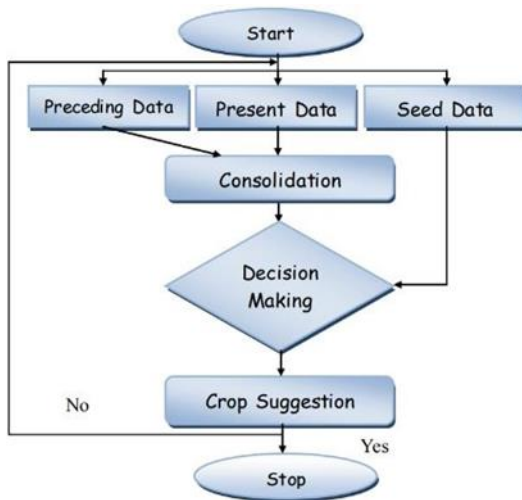 Start
Preceding Data
Present Data
Seed Data
Consolidation
Decision
Making
Crop Suggestion
No
Yes
Stop